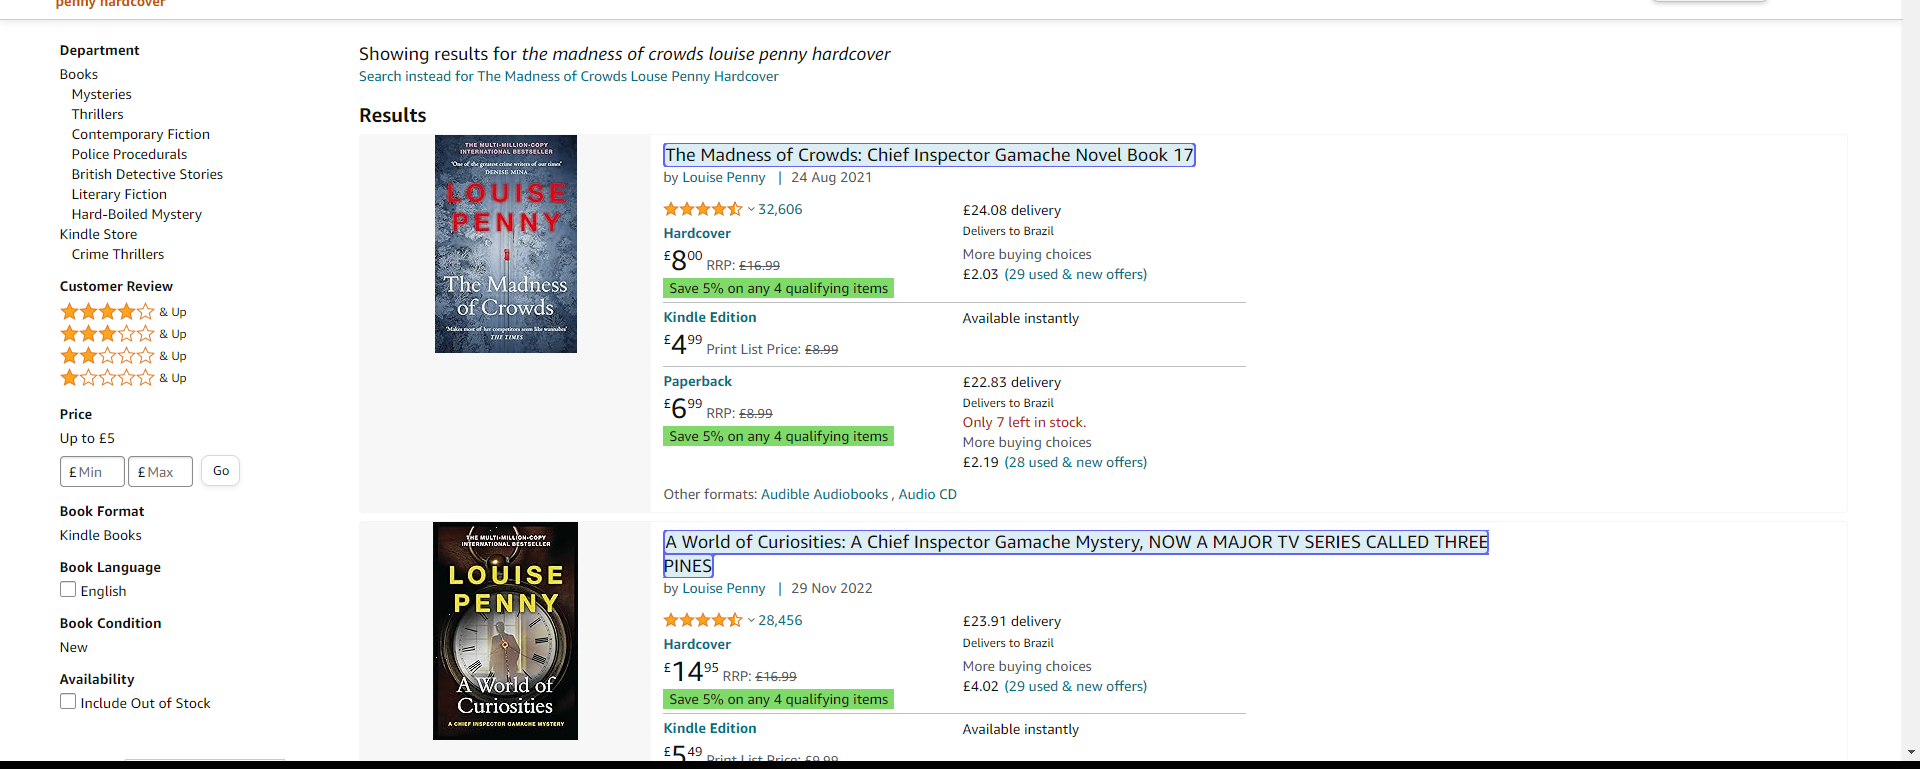 penny hardcover
Department
Books
Mysteries
Thrillers
Contemporary Fiction
Police Procedurals
British Detective Stories
Literary Fiction
Hard-Boiled Mystery
Kindle Store
Crime Thrillers
Customer Review
& Up
& Up
& Up
& Up
Price
Up to £5
£ Min £ Max Go
Book Format
Kindle Books
Book Language
English
Book Condition
New
Availability
Include Out of Stock
Showing results for the madness of crowds louise penny hardcover
Search instead for The Madness of Crowds Louse Penny Hardcover
Results
THE MULTI-MILLION-COPY
INTERNATIONAL BESTSELLER
'One of the greatest crime writers of our times'
DENISE MINA
LOUISE
PENNY
The Madness
of Crowds
'Makes most of her competitors seem like wannabes'
THE TIMES
The Madness of Crowds: Chief Inspector Gamache Novel Book 17
by Louise Penny | 24 Aug 2021
32,606
Hardcover
£8.00 RRP: £16.99
Save 5% on any 4 qualifying items
£24.08 delivery
Delivers to Brazil
More buying choices
£2.03 (29 used & new offers)
Kindle Edition
£4.99 Print List Price: £8.99
Available instantly
Paperback
£6.99 RRP: £8.99
Save 5% on any 4 qualifying items
£22.83 delivery
Delivers to Brazil
Only 7 left in stock.
More buying choices
£2.19 (28 used & new offers)
Other formats: Audible Audiobooks , Audio CD
THE MULTI-MILLION-COPY
INTERNATIONAL BESTSELLER
LOUISE
PENNY
A World of
Curiosities
A CHIEF INSPECTOR GAMACHE MYSTERY
A World of Curiosities: A Chief Inspector Gamache Mystery, NOW A MAJOR TV SERIES CALLED THREE
PINES
by Louise Penny | 29 Nov 2022
28,456
Hardcover
£14.95 RRP: £16.99
Save 5% on any 4 qualifying items
£23.91 delivery
Delivers to Brazil
More buying choices
£4.02 (29 used & new offers)
Kindle Edition
£5.49 Print List Price: £9.99
Available instantly